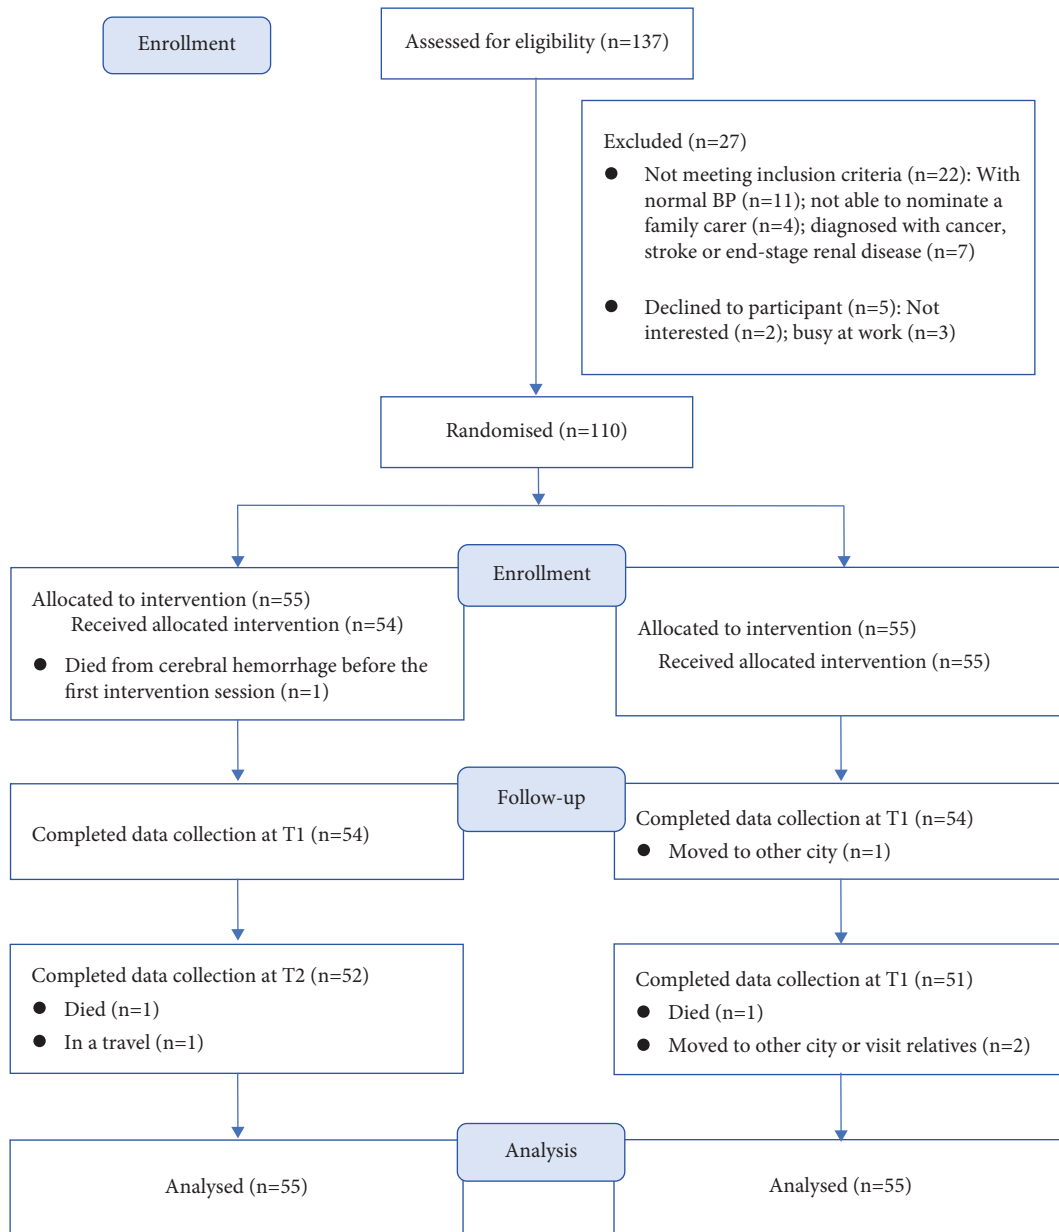 Enrollment
Assessed for eligibility (n=137)
Excluded (n=27)
● Not meeting inclusion criteria (n=22): With
normal BP (n=11); not able to nominate a
family carer (n=4); diagnosed with cancer,
stroke or end-stage renal disease (n=7)
● Declined to participant (n=5): Not
interested (n=2); busy at work (n=3)
Randomised (n=110)
Enrollment
Allocated to intervention (n=55)
Received allocated intervention (n=54)
● Died from cerebral hemorrhage before the
first intervention session (n=1)
Allocated to intervention (n=55)
Received allocated intervention (n=55)
Follow-up
Completed data collection at T1 (n=54)
Completed data collection at T1 (n=54)
● Moved to other city (n=1)
Completed data collection at T2 (n=52)
● Died (n=1)
● In a travel (n=1)
Completed data collection at T1 (n=51)
● Died (n=1)
● Moved to other city or visit relatives (n=2)
Analysis
Analysed (n=55)
Analysed (n=55)